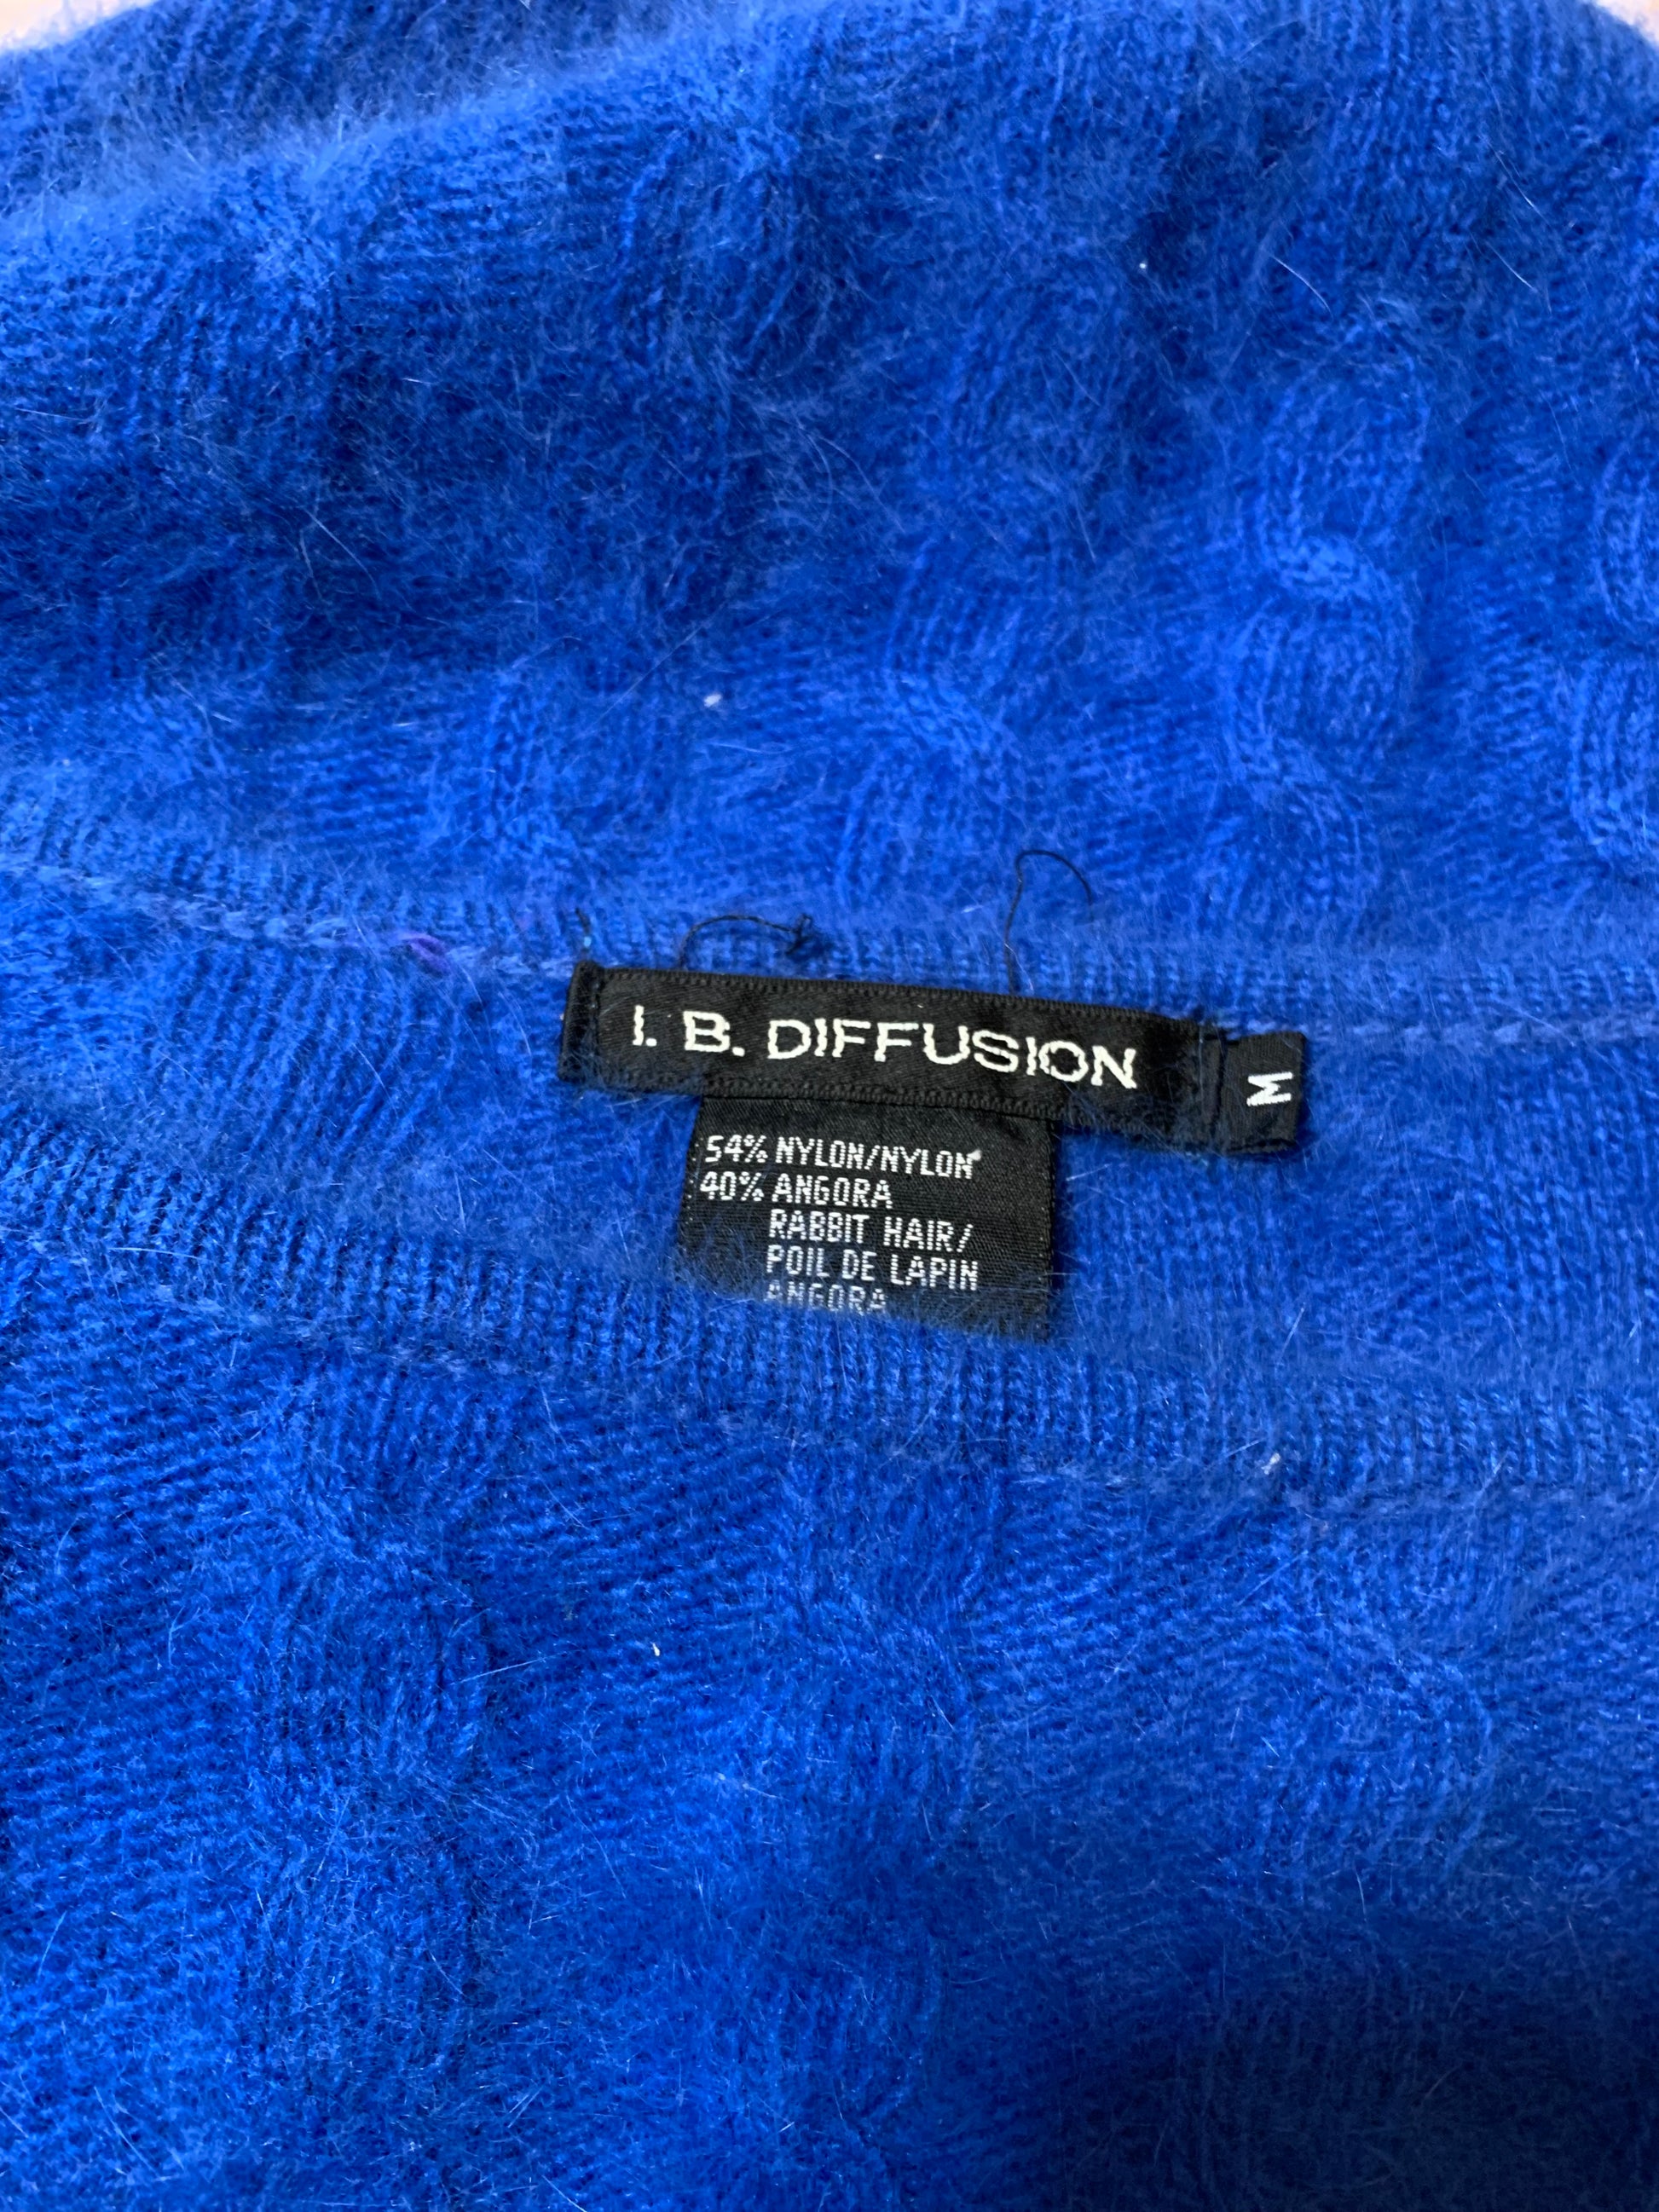 I. B. DIFFUSION
M
54% NYLON/NYLON
40% ANGORA
RABBIT HAIR/
POIL DE LAPIN
ANGORA